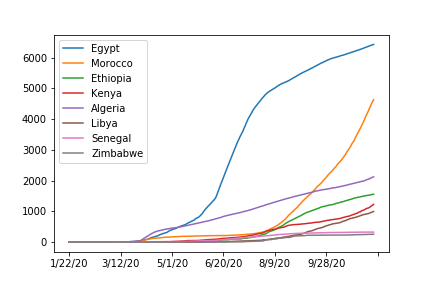 6000
5000
4000
3000
2000
1000
0
Egypt
Morocco
Ethiopia
Kenya
Algeria
Libya
Senegal
Zimbabwe
1/22/20 3/12/20 5/1/20 6/20/20 8/9/20 9/28/20